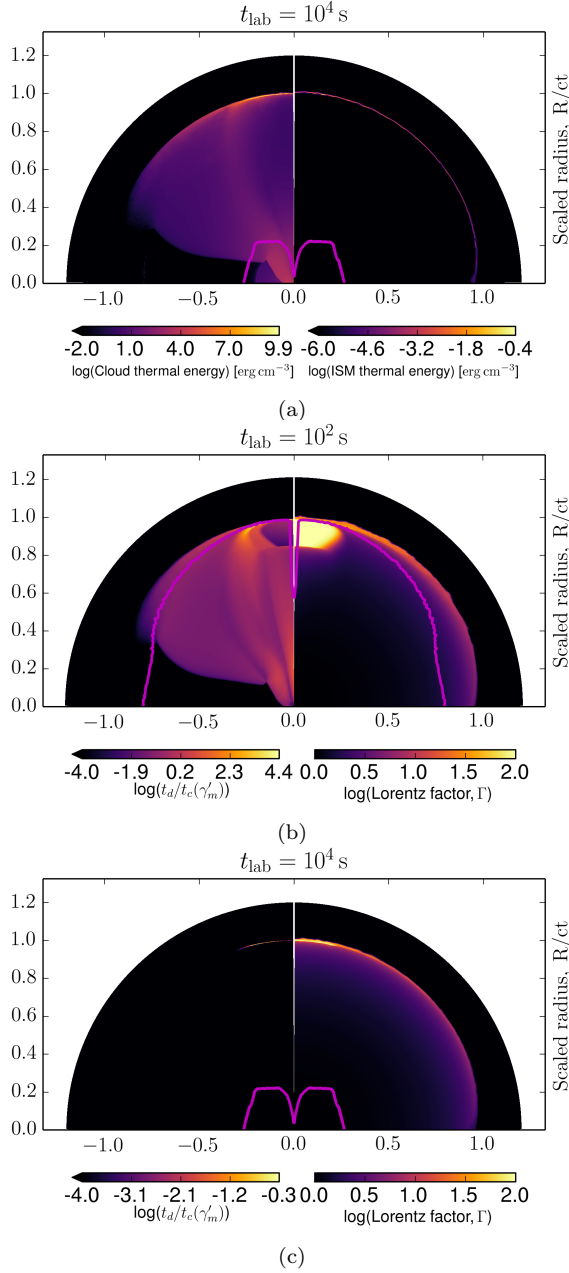 t_lab = 10^4 s
1.2
1.0
0.8
0.6
0.4
0.2
0.0
−1.0 −0.5 0.0 0.5 1.0
Scaled radius, R/ct
−2.0 1.0 4.0 7.0 9.9 −6.0 −4.6 −3.2 −1.8 −0.4
log(Cloud thermal energy) [erg cm^−3] log(ISM thermal energy) [erg cm^−3]
(a)
t_lab = 10^2 s
1.2
1.0
0.8
0.6
0.4
0.2
0.0
−1.0 −0.5 0.0 0.5 1.0
Scaled radius, R/ct
−4.0 −1.9 0.2 2.3 4.4 0.0 0.5 1.0 1.5 2.0
log(t_d/t_c(γ′_m)) log(Lorentz factor, Γ)
(b)
t_lab = 10^4 s
1.2
1.0
0.8
0.6
0.4
0.2
0.0
−1.0 −0.5 0.0 0.5 1.0
Scaled radius, R/ct
−4.0 −3.1 −2.1 −1.2 −0.3 0.0 0.5 1.0 1.5 2.0
log(t_d/t_c(γ′_m)) log(Lorentz factor, Γ)
(c)